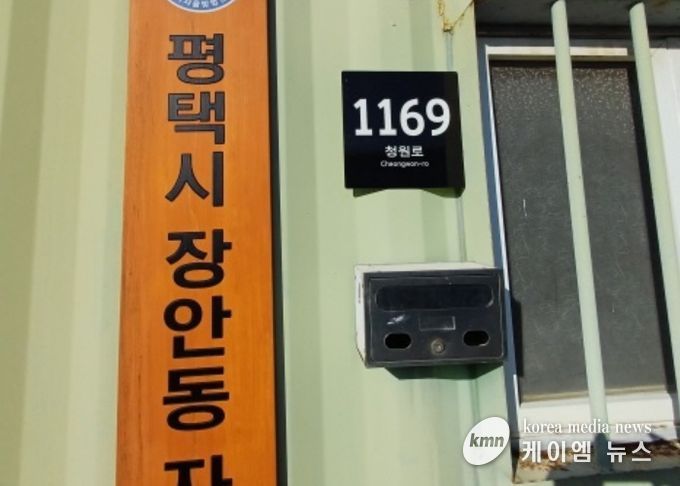 평택시 장안동
1169
청원로
Cheongwon-ro
kmn
korea media news
케이엠 뉴스